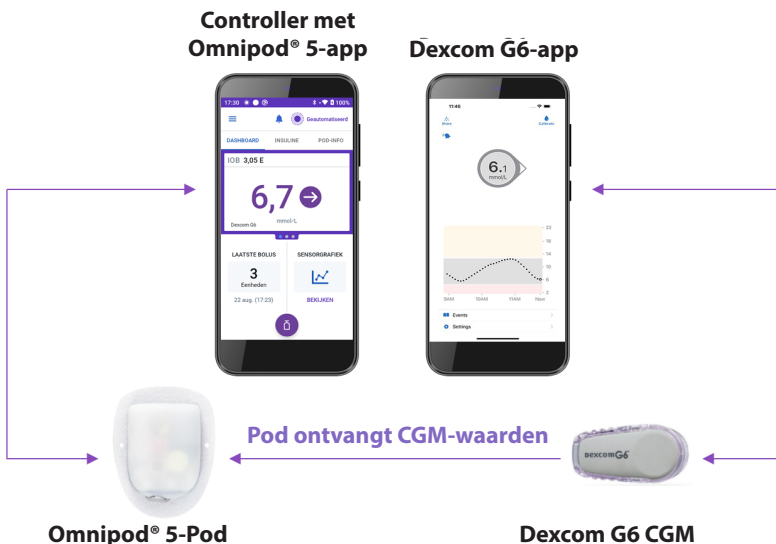 Controller met
Omnipod® 5-app
Dexcom G6-app
17:30
100%
Geautomatiseerd
DASHBOARD INSULINE POD-INFO
IOB 3,05 E
6,7
mmol/L
Dexcom G6
LAATSTE BOLUS SENSORGRAFIEK
3
Eenheden
22 aug. (17:23) BEKIJKEN
11:40
Share Calibrate
6.1
mmol/L
22
18
14
10
6
2
9AM 10AM 11AM Now
Events
Settings
Pod ontvangt CGM-waarden
Dexcom G6
Omnipod® 5-Pod
Dexcom G6 CGM